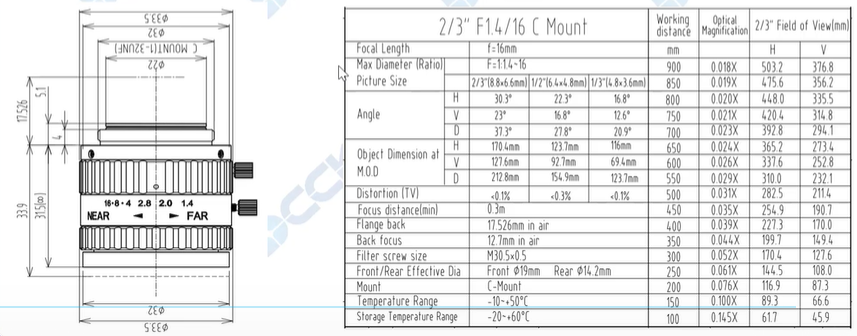 Ø33.5
Ø32
C MOUNT(1-32UNF)
Ø22
17.526
5.1
4
33.9
31.5(∞)
16·8·4 2.8 2.0 1.4
NEAR ◄ ► FAR
Ø32
Ø33.5
2/3" F1.4/16 C Mount
Working distance
Optical Magnification
2/3" Field of View(mm)
mm H V
Focal Length f=16mm
Max Diameter (Ratio) F=1:1.4~16 900 0.018X 503.2 376.8
Picture Size 2/3"(8.8×6.6mm) 1/2"(6.4×4.8mm) 1/3"(4.8×3.6mm) 850 0.019X 475.6 356.2
Angle H 30.3° 22.3° 16.8° 800 0.020X 448.0 335.5
V 23° 16.8° 12.6° 750 0.021X 420.4 314.8
D 37.3° 27.8° 20.9° 700 0.023X 392.8 294.1
Object Dimension at M.O.D H 170.4mm 123.7mm 116mm 650 0.024X 365.2 273.4
V 127.6mm 92.7mm 69.4mm 600 0.026X 337.6 252.8
D 212.8mm 154.9mm 123.7mm 550 0.029X 310.0 232.1
Distortion (TV) <0.1% <0.3% <0.1% 500 0.031X 282.5 211.4
Focus distance(min) 0.3m 450 0.035X 254.9 190.7
Flange back 17.526mm in air 400 0.039X 227.3 170.0
Back focus 12.7mm in air 350 0.044X 199.7 149.4
Filter screw size M30.5×0.5 300 0.052X 170.4 127.6
Front/Rear Effective Dia Front Ø19mm Rear Ø14.2mm 250 0.061X 144.5 108.0
Mount C-Mount 200 0.076X 116.9 87.3
Temperature Range -10~+50°C 150 0.100X 89.3 66.6
Storage Temperature Range -20~+60°C 100 0.145X 61.7 45.9